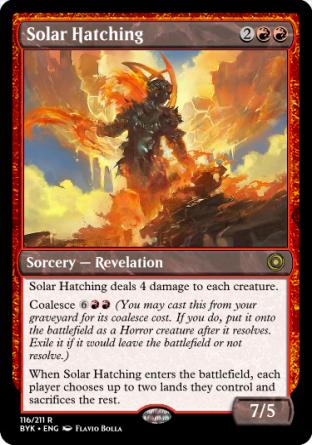 Solar Hatching 2
Sorcery — Revelation
Solar Hatching deals 4 damage to each creature.
Coalesce 6 (You may cast this from your
graveyard for its coalesce cost. If you do, put it onto
the battlefield as a Horror creature after it resolves.
Exile it if it would leave the battlefield or not
resolve.)
When Solar Hatching enters the battlefield, each
player chooses up to two lands they control and
sacrifices the rest.
7/5
116/211 R
BYK • ENG Flavio Bolla